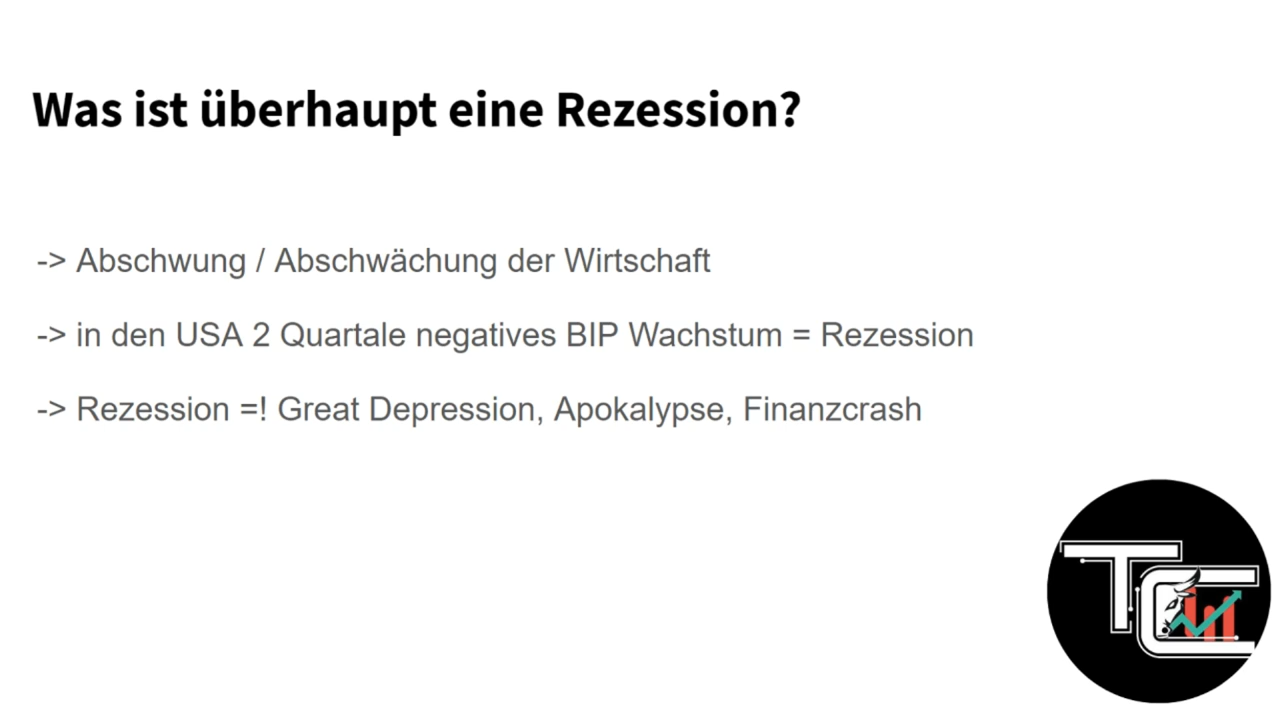 Was ist überhaupt eine Rezession?
-> Abschwung / Abschwächung der Wirtschaft
-> in den USA 2 Quartale negatives BIP Wachstum = Rezession
-> Rezession =! Great Depression, Apokalypse, Finanzcrash
TC